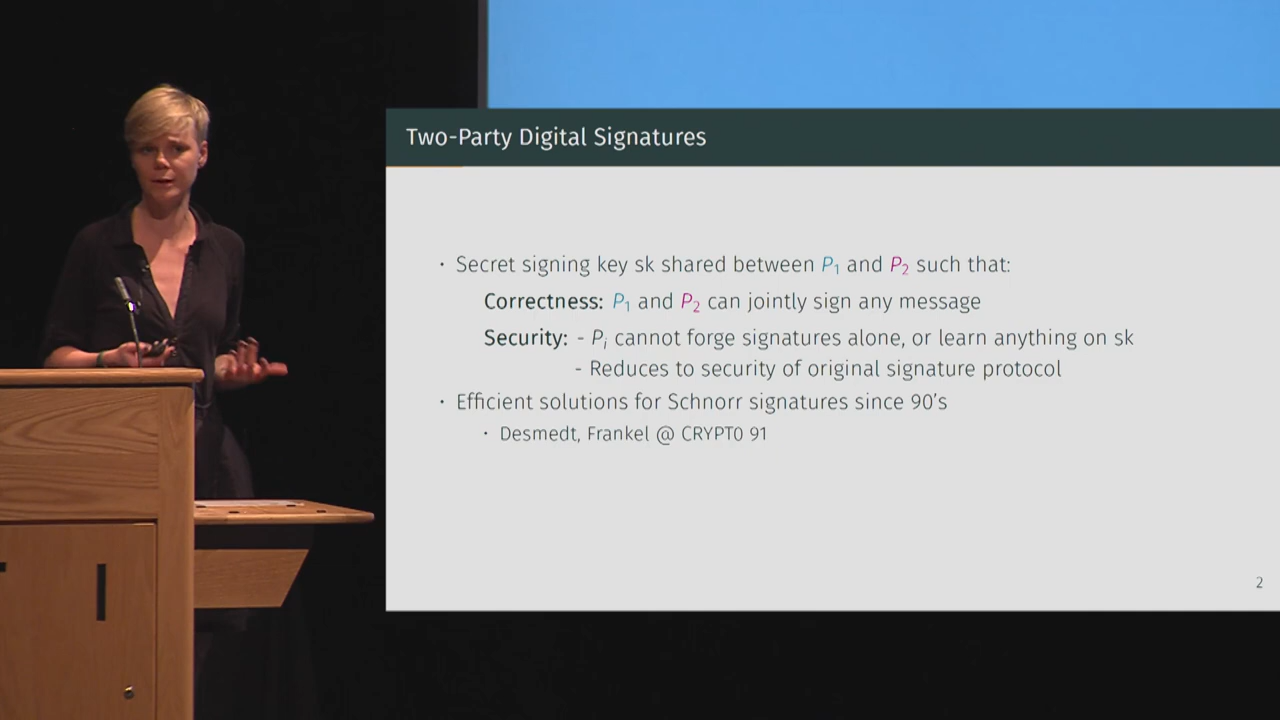 Two-Party Digital Signatures
· Secret signing key sk shared between P₁ and P₂ such that:
Correctness: P₁ and P₂ can jointly sign any message
Security: - Pᵢ cannot forge signatures alone, or learn anything on sk
- Reduces to security of original signature protocol
· Efficient solutions for Schnorr signatures since 90's
· Desmedt, Frankel @ CRYPTO 91
2